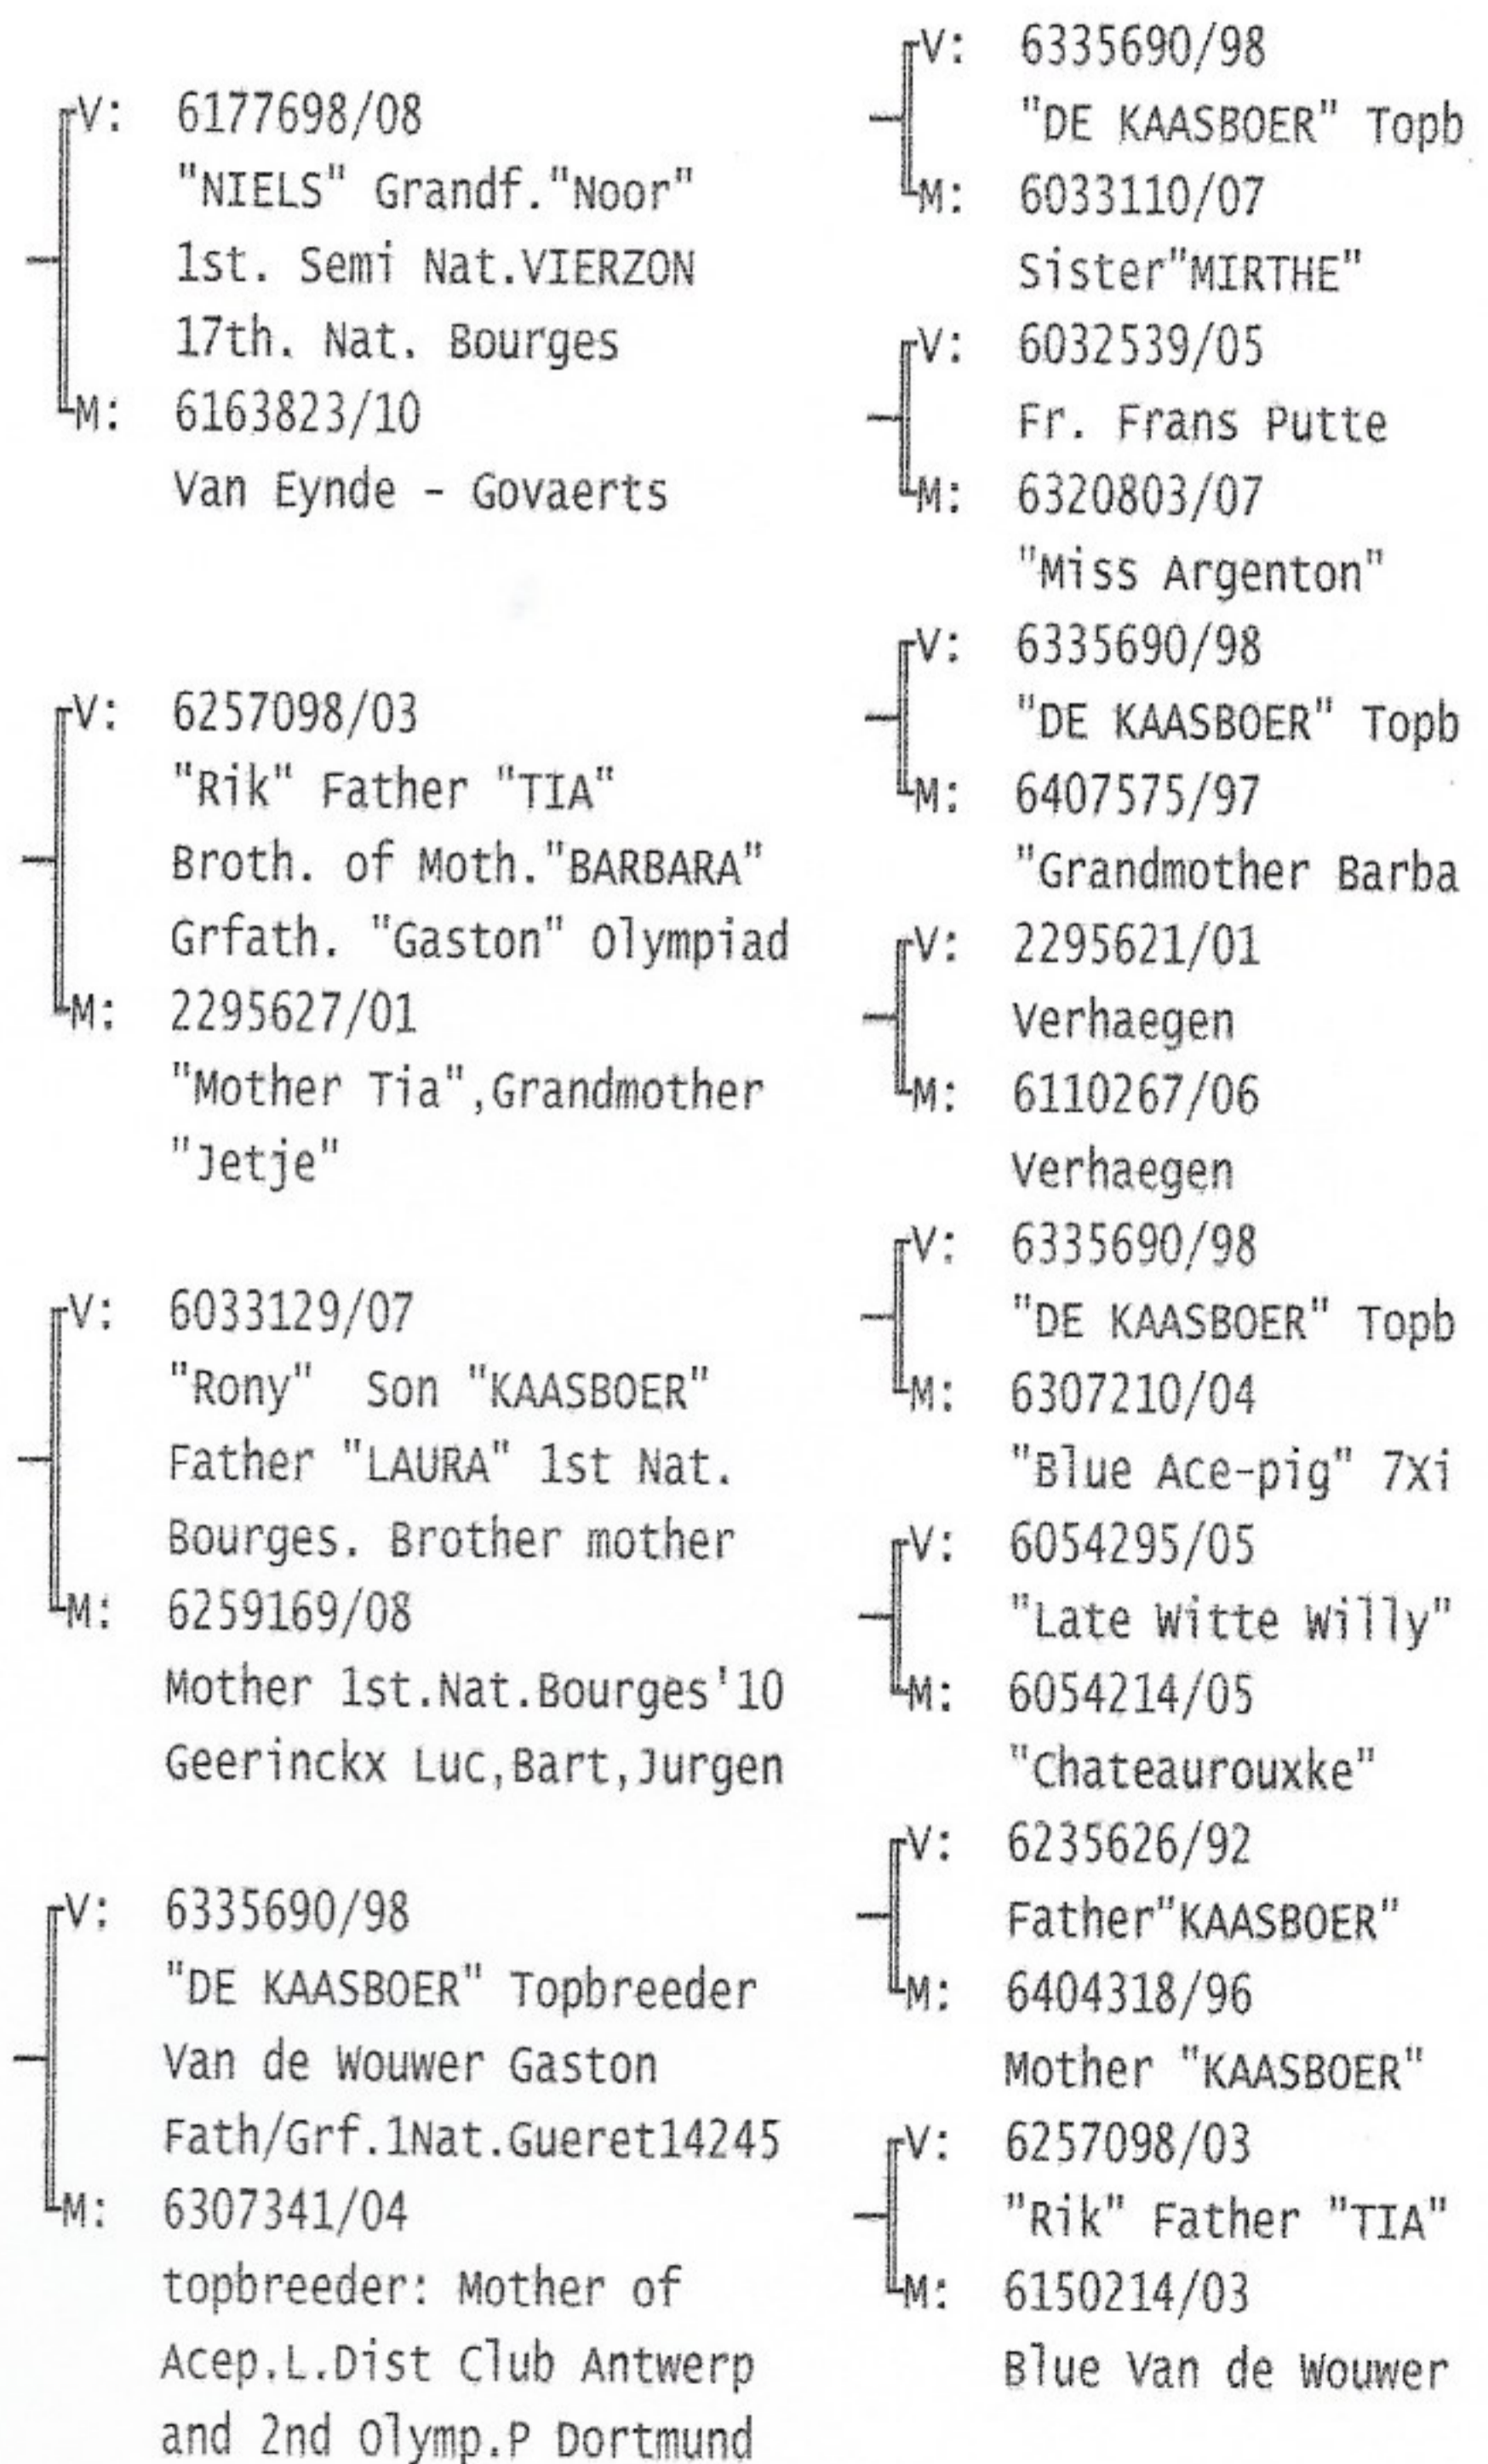 V: 6177698/08
"NIELS" Grandf."Noor"
1st. Semi Nat.VIERZON
17th. Nat. Bourges
M: 6163823/10
Van Eynde - Govaerts
V: 6257098/03
"Rik" Father "TIA"
Broth. of Moth."BARBARA"
Grfath. "Gaston" Olympiad
M: 2295627/01
"Mother Tia",Grandmother
"Jetje"
V: 6033129/07
"Rony" Son "KAASBOER"
Father "LAURA" 1st Nat.
Bourges. Brother mother
M: 6259169/08
Mother 1st.Nat.Bourges'10
Geerinckx Luc,Bart,Jurgen
V: 6335690/98
"DE KAASBOER" Topbreeder
Van de Wouwer Gaston
Fath/Grf.1Nat.Gueret14245
M: 6307341/04
topbreeder: Mother of
Acep.L.Dist Club Antwerp
and 2nd Olymp.P Dortmund
V: 6335690/98
"DE KAASBOER" Topb
M: 6033110/07
Sister"MIRTHE"
V: 6032539/05
Fr. Frans Putte
M: 6320803/07
"Miss Argenton"
V: 6335690/98
"DE KAASBOER" Topb
M: 6407575/97
"Grandmother Barba
V: 2295621/01
Verhaegen
M: 6110267/06
Verhaegen
V: 6335690/98
"DE KAASBOER" Topb
M: 6307210/04
"Blue Ace-pig" 7Xi
V: 6054295/05
"Late Witte Willy"
M: 6054214/05
"Chateaurouxke"
V: 6235626/92
Father"KAASBOER"
M: 6404318/96
Mother "KAASBOER"
V: 6257098/03
"Rik" Father "TIA"
M: 6150214/03
Blue Van de Wouwer